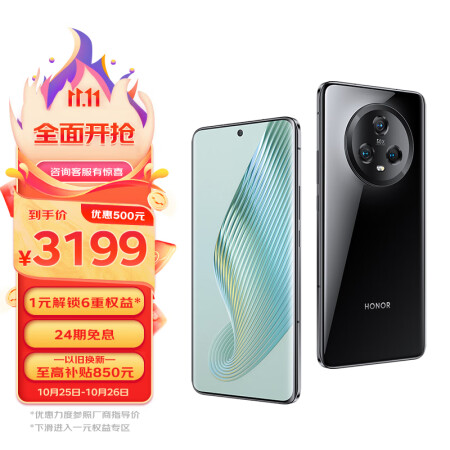 11.11
全面开抢
咨询客服有惊喜
到手价
优惠500元
¥3199
1元解锁6重权益*
24期免息
以旧换新
至高补贴850元
10月25日-10月26日
*优惠力度参照厂商指导价
*下滑进入一元权益专区
HONOR